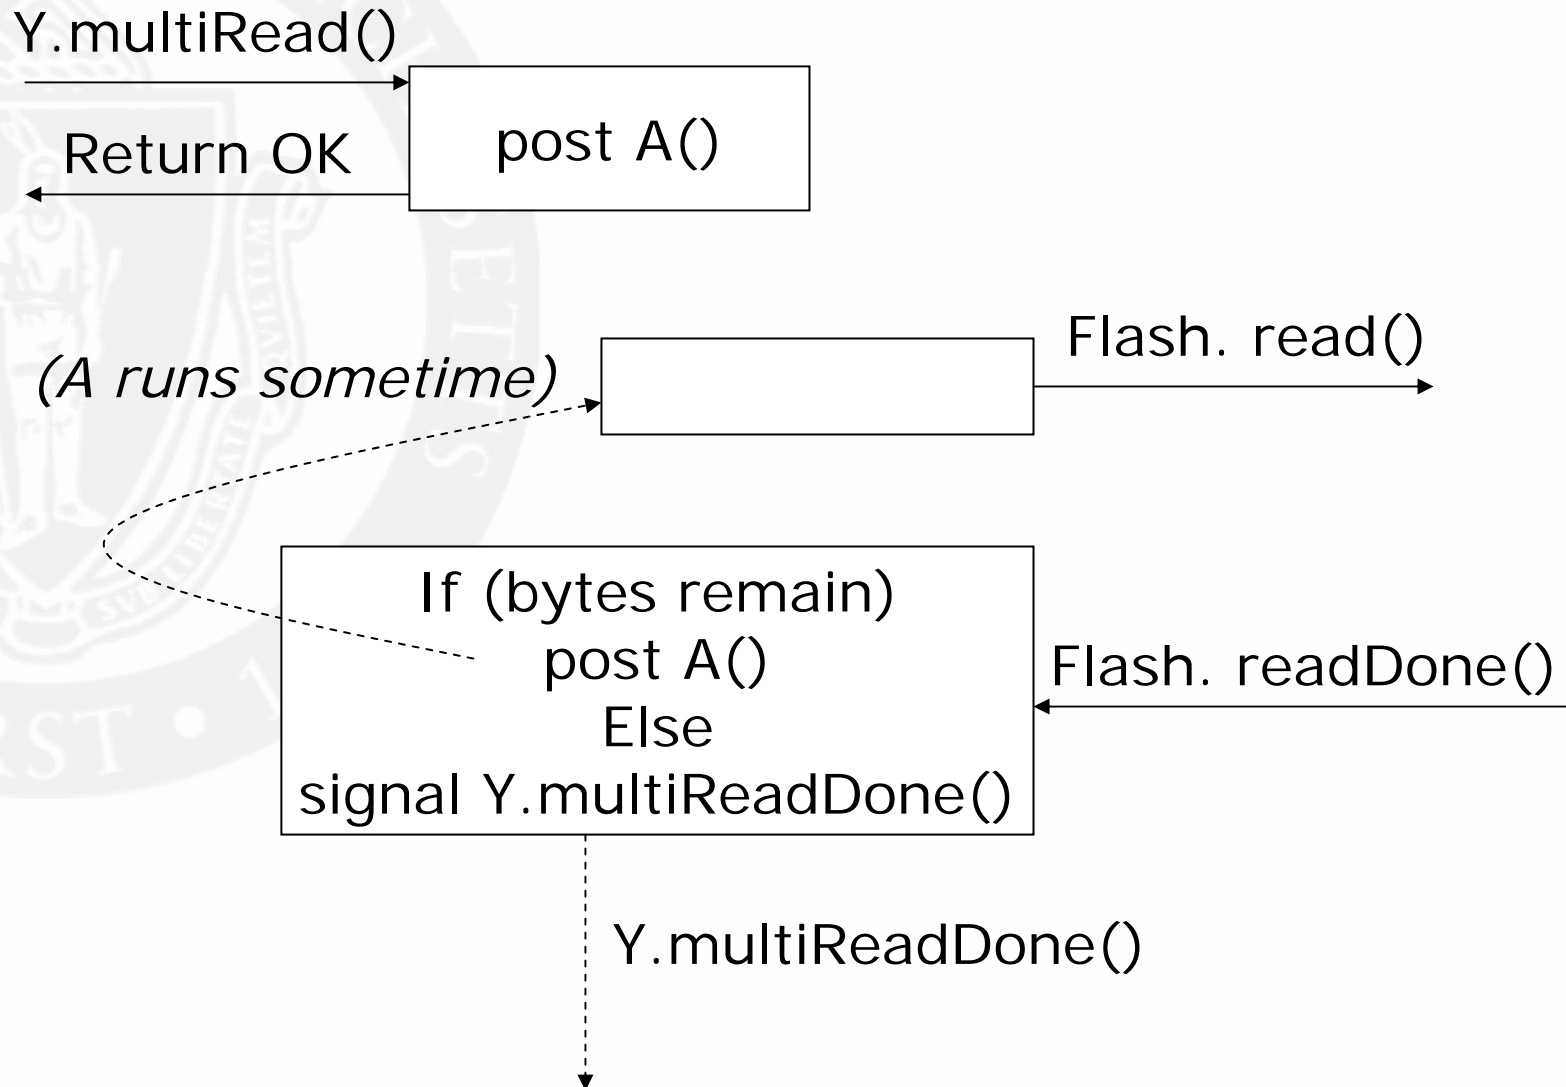 Y.multiRead()
Return OK
post A()
Flash. read()
(A runs sometime)
If (bytes remain)
post A()
Else
signal Y.multiReadDone()
Flash. readDone()
Y.multiReadDone()